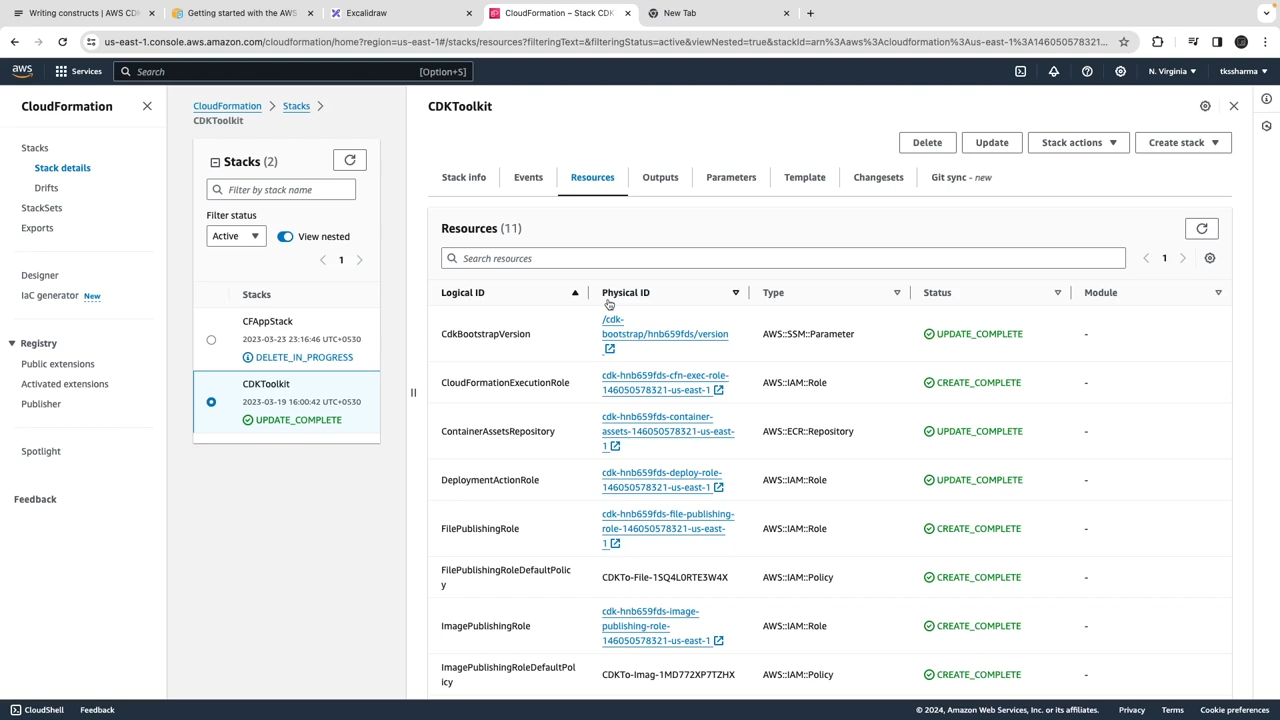 Writing constructs | AWS CD
Getting started with the AWS
Excalidraw
CloudFormation – Stack CDK
New Tab
us-east-1.console.aws.amazon.com/cloudformation/home?region=us-east-1#/stacks/resources?filteringText=&filteringStatus=active&viewNested=true&stackId=arn%3Aaws%3Acloudformation%3Aus-east-1%3A146050578321...
aws
Services
Search
[Option+S]
N. Virginia
tkssharma
CloudFormation
Stacks
Stack details
Drifts
StackSets
Exports
Designer
IaC generator New
Registry
Public extensions
Activated extensions
Publisher
Spotlight
Feedback
CloudFormation
Stacks
CDKToolkit
Stacks (2)
Filter by stack name
Filter status
Active
View nested
1
Stacks
CFAppStack
2023-03-23 23:16:46 UTC+0530
DELETE_IN_PROGRESS
CDKToolkit
2023-03-19 16:00:42 UTC+0530
UPDATE_COMPLETE
CDKToolkit
Delete
Update
Stack actions
Create stack
Stack info
Events
Resources
Outputs
Parameters
Template
Changesets
Git sync - new
Resources (11)
Search resources
1
Logical ID
Physical ID
Type
Status
Module
CdkBootstrapVersion
/cdk-
bootstrap/hnb659fds/version
AWS::SSM::Parameter
UPDATE_COMPLETE
-
CloudFormationExecutionRole
cdk-hnb659fds-cfn-exec-role-
146050578321-us-east-1
AWS::IAM::Role
CREATE_COMPLETE
-
ContainerAssetsRepository
cdk-hnb659fds-container-
assets-146050578321-us-east-
1
AWS::ECR::Repository
UPDATE_COMPLETE
-
DeploymentActionRole
cdk-hnb659fds-deploy-role-
146050578321-us-east-1
AWS::IAM::Role
UPDATE_COMPLETE
-
FilePublishingRole
cdk-hnb659fds-file-publishing-
role-146050578321-us-east-
1
AWS::IAM::Role
CREATE_COMPLETE
-
FilePublishingRoleDefaultPolic
y
CDKTo-File-1SQ4L0RTE3W4X
AWS::IAM::Policy
CREATE_COMPLETE
-
ImagePublishingRole
cdk-hnb659fds-image-
publishing-role-
146050578321-us-east-1
AWS::IAM::Role
CREATE_COMPLETE
-
ImagePublishingRoleDefaultPol
icy
CDKTo-Imag-1MD772XP7TZHX
AWS::IAM::Policy
CREATE_COMPLETE
-
CloudShell
Feedback
© 2024, Amazon Web Services, Inc. or its affiliates.
Privacy
Terms
Cookie preferences